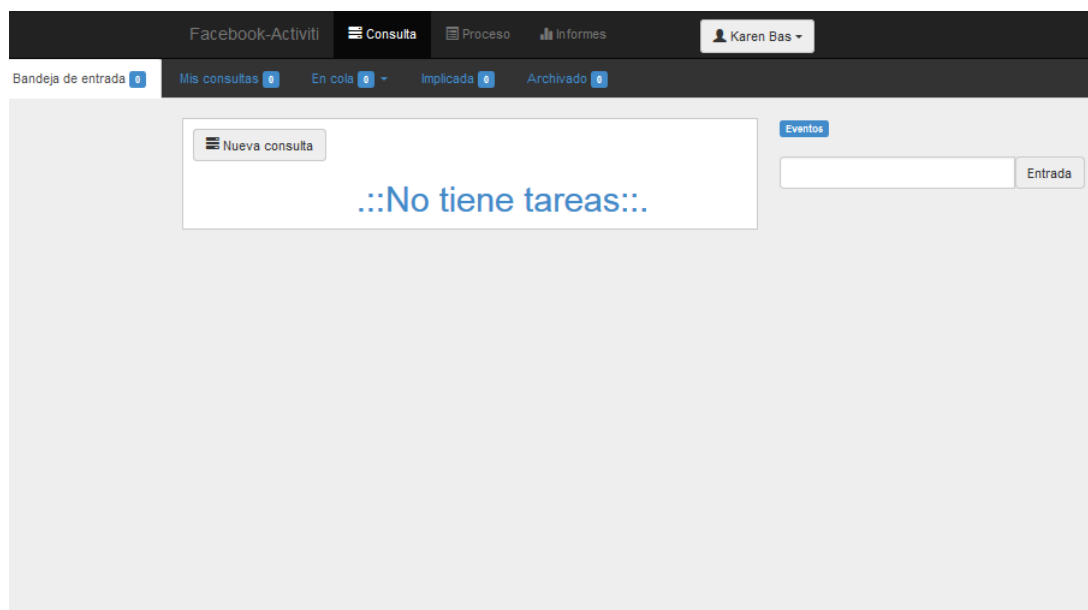 Facebook-Activiti Consulta Proceso Informes Karen Bas
Bandeja de entrada 0 Mis consultas 0 En cola 0 Implicada 0 Archivado 0
Nueva consulta
.::No tiene tareas::.
Eventos
Entrada